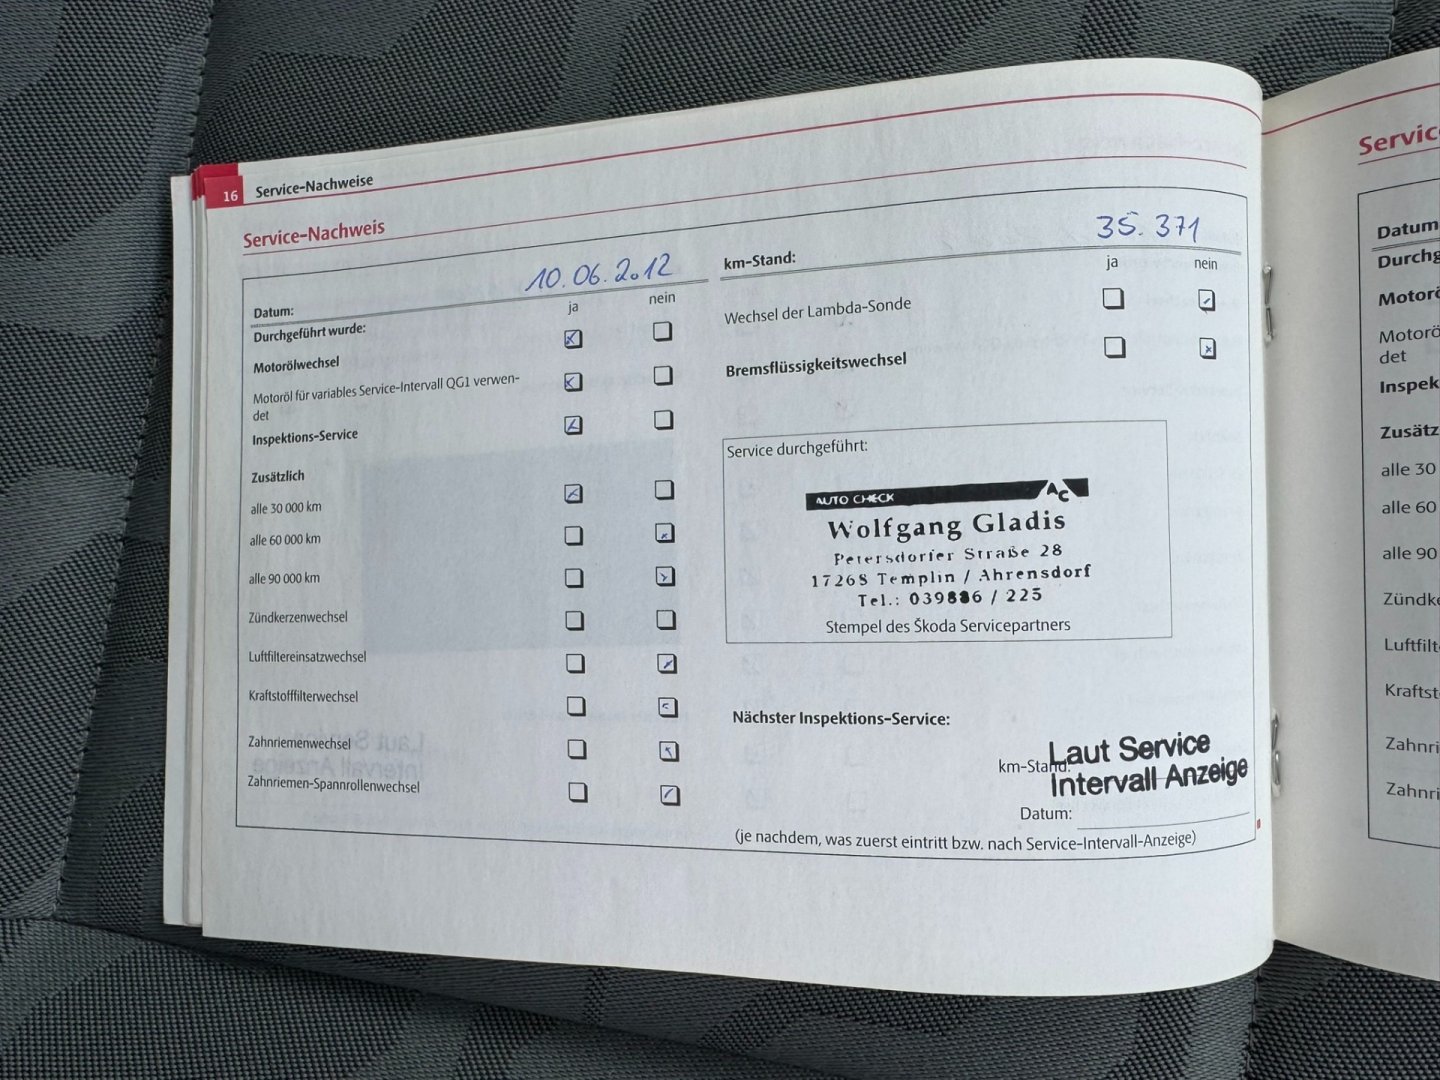 16 Service-Nachweise
Service-Nachweis
Datum: 10.06.2012
ja nein
Durchgeführt wurde:
Motorölwechsel
Motoröl für variables Service-Intervall QG1 verwen-
det
Inspektions-Service
Zusätzlich
alle 30 000 km
alle 60 000 km
alle 90 000 km
Zündkerzenwechsel
Luftfiltereinsatzwechsel
Kraftstofffilterwechsel
Zahnriemenwechsel
Zahnriemen-Spannrollenwechsel
km-Stand: 35.371
ja nein
Wechsel der Lambda-Sonde
Bremsflüssigkeitswechsel
Service durchgeführt:
AUTO CHECK AC
Wolfgang Gladis
Petersdorfer Straße 28
17268 Templin / Ahrensdorf
Tel.: 039886 / 225
Stempel des Škoda Servicepartners
Nächster Inspektions-Service:
km-Stand: Laut Service
Intervall Anzeige
Datum:
(je nachdem, was zuerst eintritt bzw. nach Service-Intervall-Anzeige)
Servic
Datum
Durchg
Motorö
Motorö
det
Inspek
Zusätz
alle 30
alle 60
alle 90
Zündke
Luftfilt
Kraftst
Zahnri
Zahnri